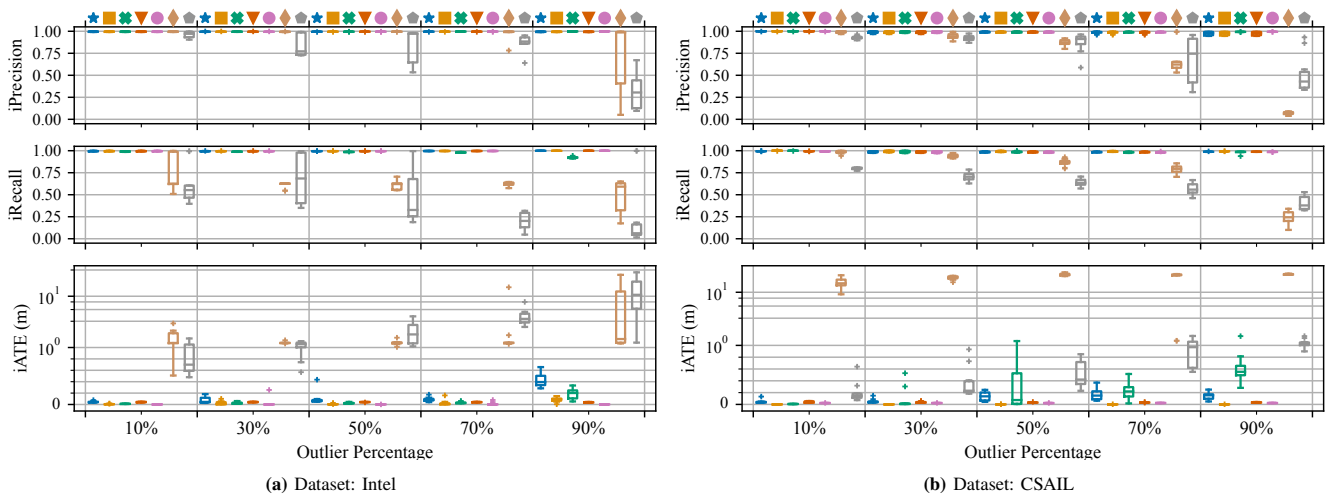 iPrecision
1.00
0.75
0.50
0.25
0.00
iRecall
1.00
0.75
0.50
0.25
0.00
iATE (m)
10¹
10⁰
0
10% 30% 50% 70% 90%
Outlier Percentage
(a) Dataset: Intel
iPrecision
1.00
0.75
0.50
0.25
0.00
iRecall
1.00
0.75
0.50
0.25
0.00
iATE (m)
10¹
10⁰
0
10% 30% 50% 70% 90%
Outlier Percentage
(b) Dataset: CSAIL